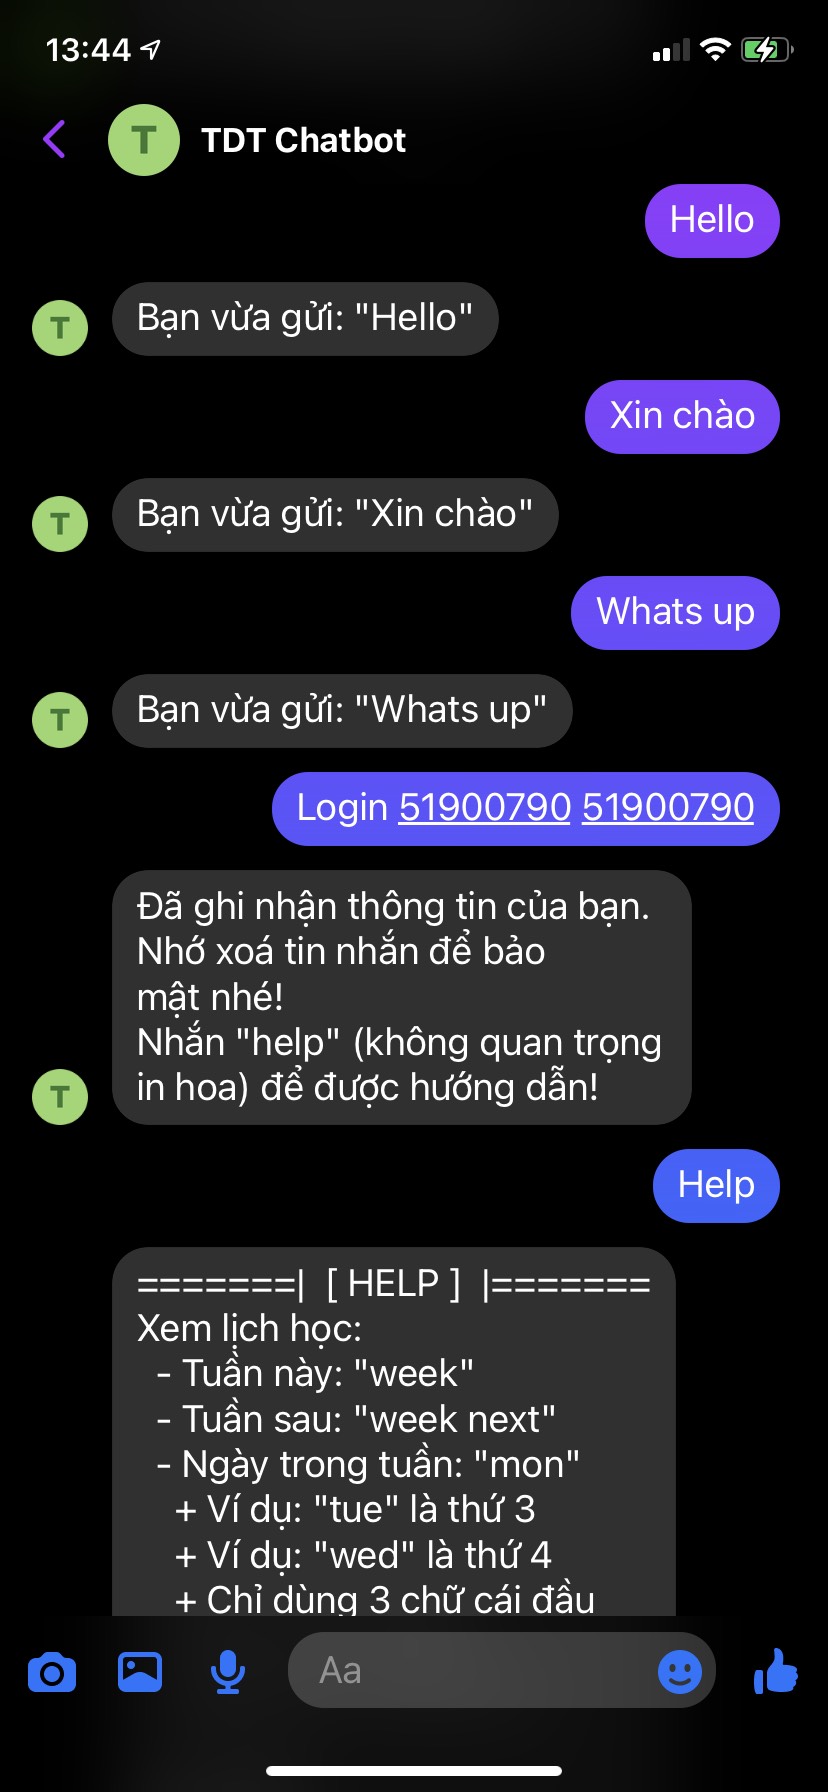 13:44
T
TDT Chatbot
Hello
T
Bạn vừa gửi: "Hello"
Xin chào
T
Bạn vừa gửi: "Xin chào"
Whats up
T
Bạn vừa gửi: "Whats up"
Login 51900790 51900790
Đã ghi nhận thông tin của bạn.
Nhớ xoá tin nhắn để bảo
mật nhé!
Nhắn "help" (không quan trọng
in hoa) để được hướng dẫn!
T
Help
=======| [ HELP ] |=======
Xem lịch học:
- Tuần này: "week"
- Tuần sau: "week next"
- Ngày trong tuần: "mon"
+ Ví dụ: "tue" là thứ 3
+ Ví dụ: "wed" là thứ 4
+ Chỉ dùng 3 chữ cái đầu
Aa